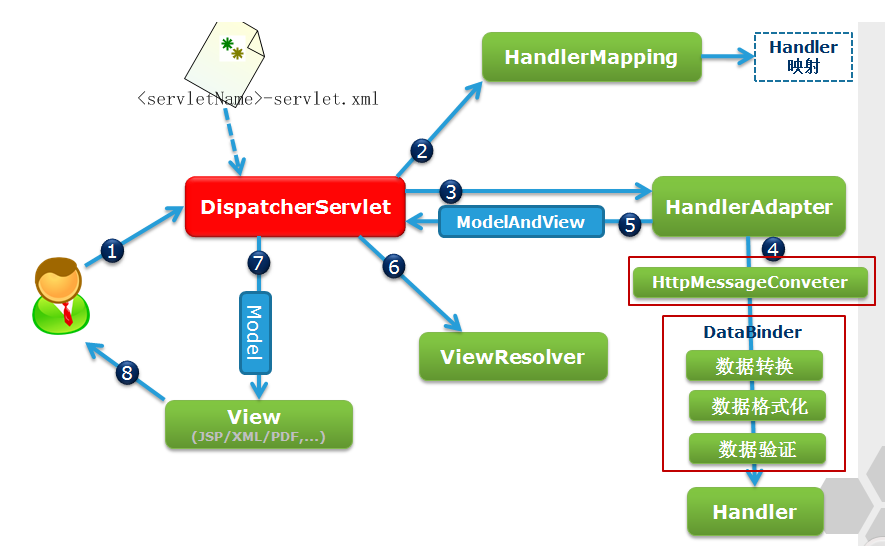 <servletName>-servlet.xml
HandlerMapping
Handler
映射
2
DispatcherServlet
3
HandlerAdapter
ModelAndView
5
1
7
6
4
HttpMessageConveter
Model
DataBinder
ViewResolver
数据转换
8
数据格式化
View
(JSP/XML/PDF,...)
数据验证
Handler